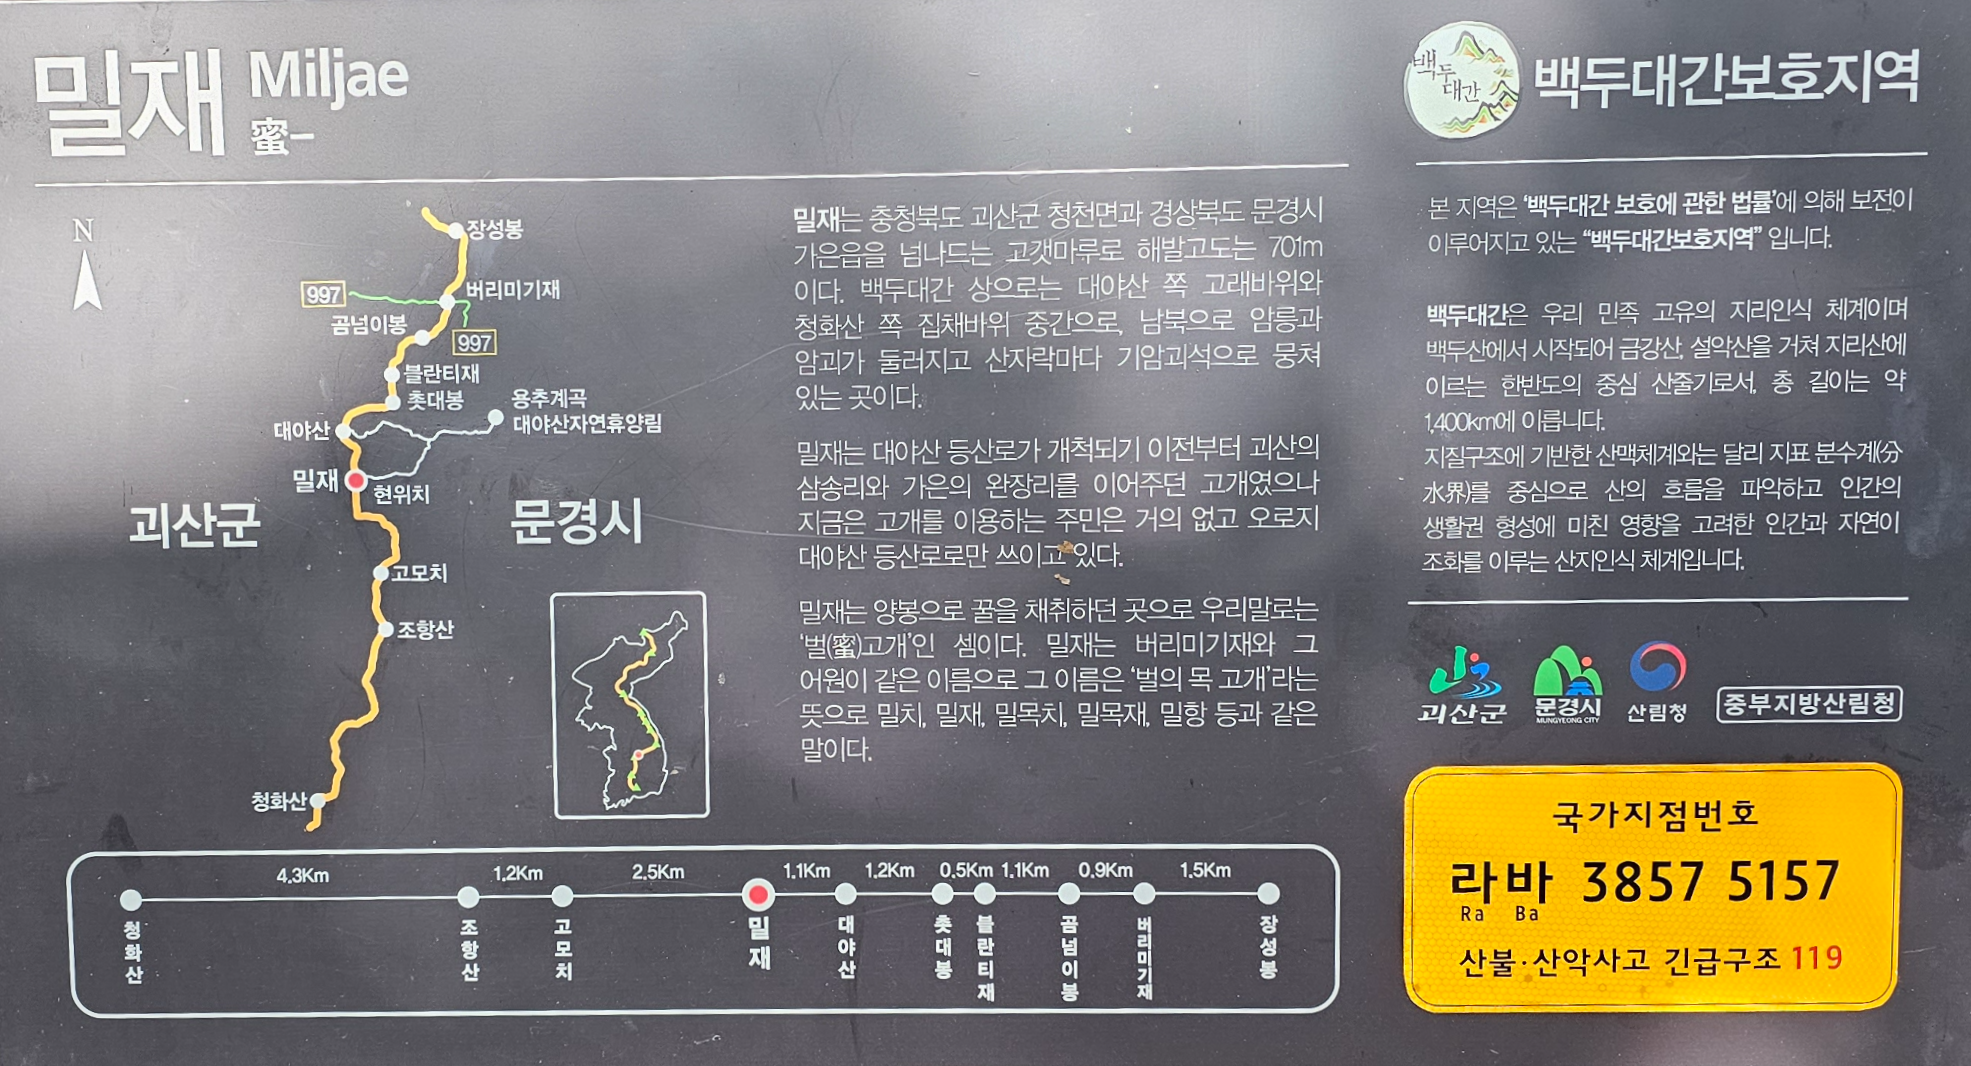 밀재 Miljae
蜜一
백두대간
백두대간보호지역
N
장성봉
997
버리미기재
곰넘이봉
997
블란티재
촛대봉
용추계곡
대야산자연휴양림
대야산
밀재
현위치
괴산군
문경시
고모치
조항산
청화산
밀재는 충청북도 괴산군 청천면과 경상북도 문경시
가은읍을 넘나드는 고갯마루로 해발고도는 701m
이다. 백두대간 상으로는 대야산 쪽 고래바위와
청화산 쪽 집채바위 중간으로, 남북으로 암릉과
암괴가 둘러지고 산자락마다 기암괴석으로 뭉쳐
있는 곳이다.
밀재는 대야산 등산로가 개척되기 이전부터 괴산의
삼송리와 가은의 완장리를 이어주던 고개였으나
지금은 고개를 이용하는 주민은 거의 없고 오로지
대야산 등산로로만 쓰이고 있다.
밀재는 양봉으로 꿀을 채취하던 곳으로 우리말로는
‘벌(蜜)고개’인 셈이다. 밀재는 버리미기재와 그
어원이 같은 이름으로 그 이름은 ‘벌의 목 고개’라는
뜻으로 밀치, 밀재, 밀목치, 밀목재, 밀항 등과 같은
말이다.
본 지역은 ‘백두대간 보호에 관한 법률’에 의해 보전이
이루어지고 있는 “백두대간보호지역” 입니다.
백두대간은 우리 민족 고유의 지리인식 체계이며
백두산에서 시작되어 금강산, 설악산을 거쳐 지리산에
이르는 한반도의 중심 산줄기로서, 총 길이는 약
1,400km에 이릅니다.
지질구조에 기반한 산맥체계와는 달리 지표 분수계(分
水界)를 중심으로 산의 흐름을 파악하고 인간의
생활권 형성에 미친 영향을 고려한 인간과 자연이
조화를 이루는 산지인식 체계입니다.
괴산군
문경시
MUNGYEONG CITY
산림청
중부지방산림청
국가지점번호
라바 3857 5157
Ra Ba
산불·산악사고 긴급구조 119
4.3Km 1.2Km 2.5Km 1.1Km 1.2Km 0.5Km 1.1Km 0.9Km 1.5Km
청화산 조항산 고모치 밀재 대야산 촛대봉 블란티재 곰넘이봉 버리미기재 장성봉